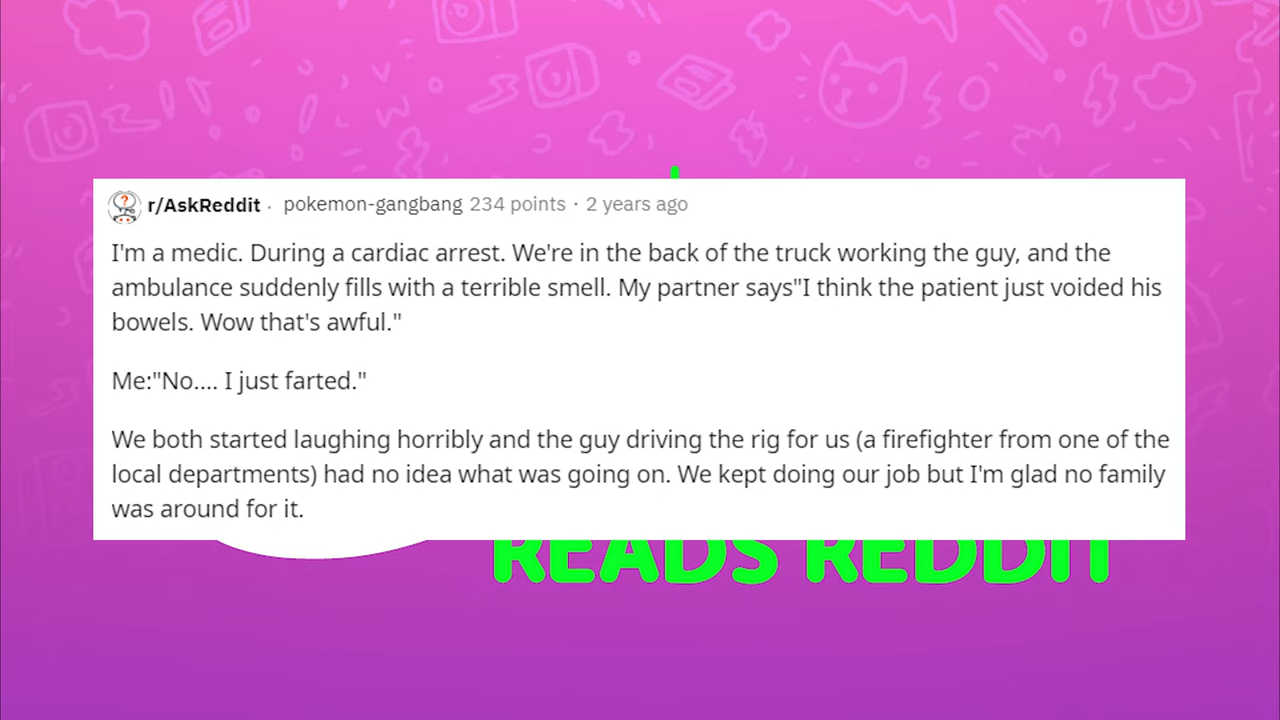 r/AskReddit · pokemon-gangbang 234 points · 2 years ago
I'm a medic. During a cardiac arrest. We're in the back of the truck working the guy, and the
ambulance suddenly fills with a terrible smell. My partner says"I think the patient just voided his
bowels. Wow that's awful."
Me:"No.... I just farted."
We both started laughing horribly and the guy driving the rig for us (a firefighter from one of the
local departments) had no idea what was going on. We kept doing our job but I'm glad no family
was around for it.
READS REDDIT